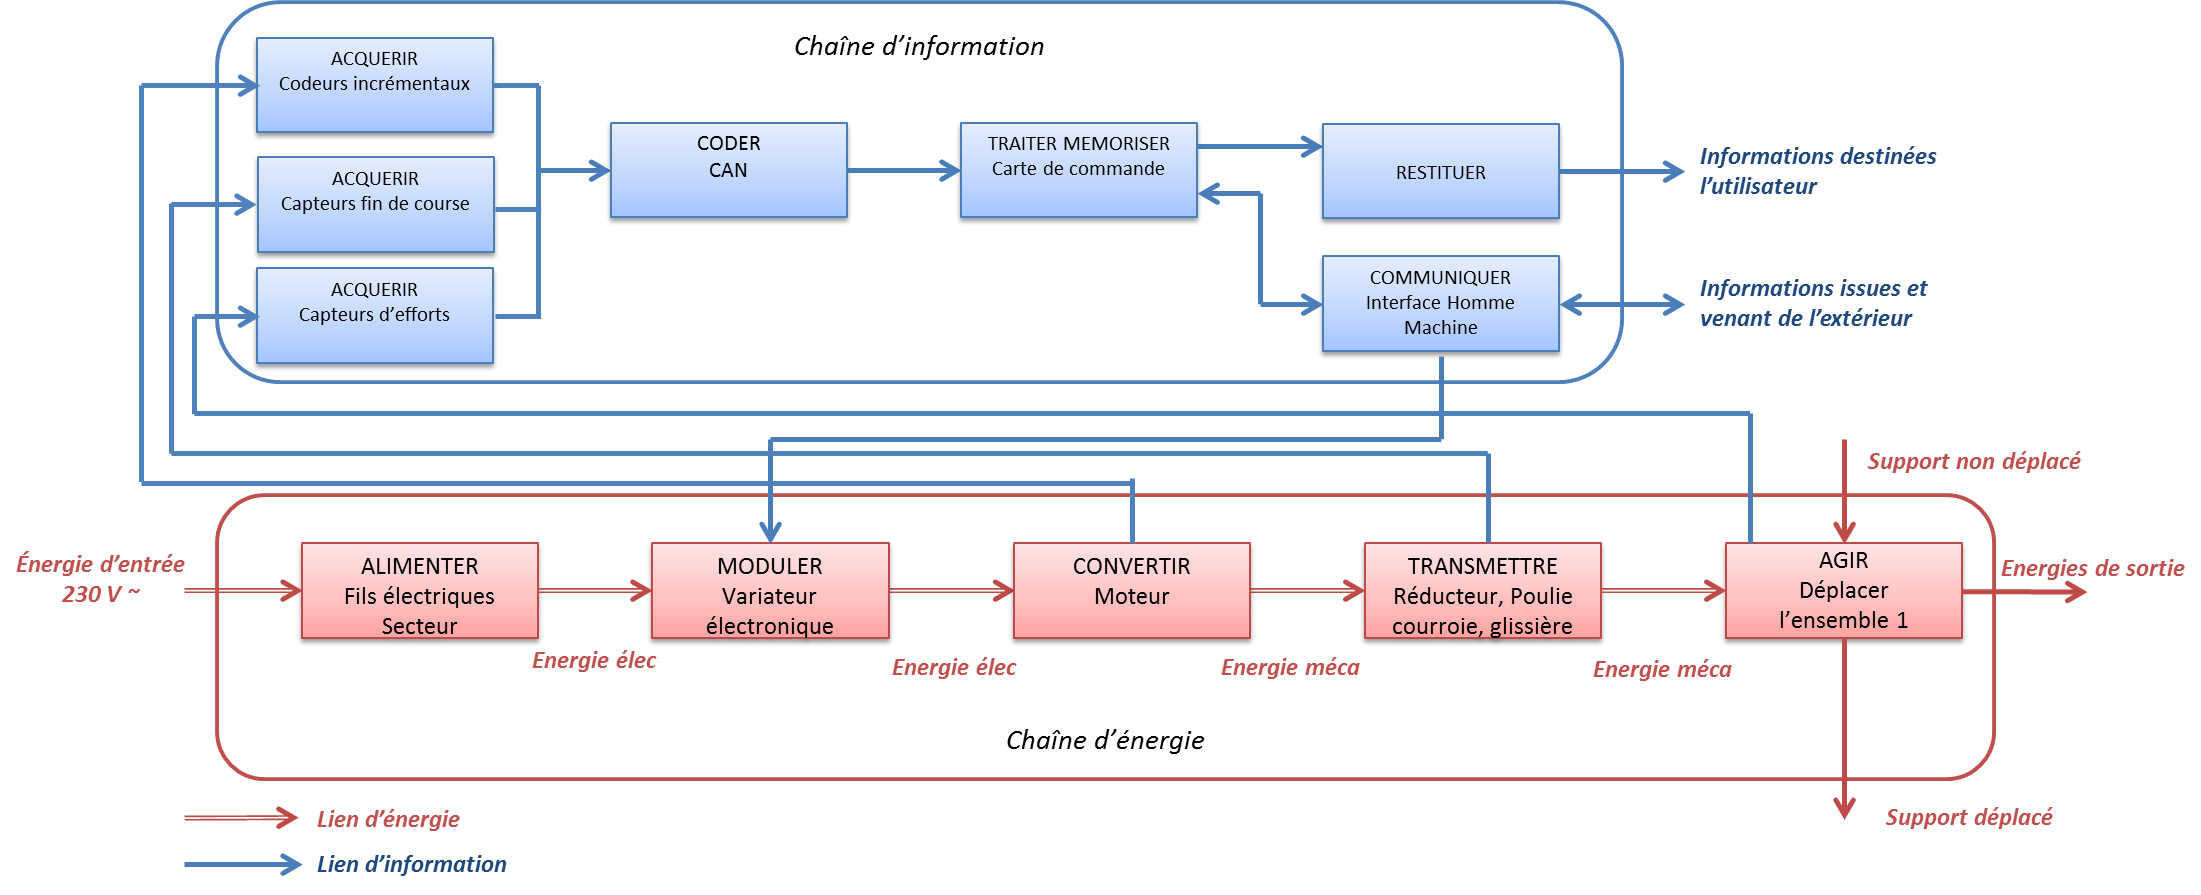 Chaîne d’information
ACQUERIR
Codeurs incrémentaux
ACQUERIR
Capteurs fin de course
ACQUERIR
Capteurs d’efforts
CODER
CAN
TRAITER MEMORISER
Carte de commande
RESTITUER
COMMUNIQUER
Interface Homme
Machine
Informations destinées
l’utilisateur
Informations issues et
venant de l’extérieur
Support non déplacé
Énergie d’entrée
230 V ~
ALIMENTER
Fils électriques
Secteur
Energie élec
MODULER
Variateur
électronique
Energie élec
CONVERTIR
Moteur
Energie méca
TRANSMETTRE
Réducteur, Poulie
courroie, glissière
Energie méca
AGIR
Déplacer
l’ensemble 1
Energies de sortie
Chaîne d’énergie
Support déplacé
Lien d’énergie
Lien d’information